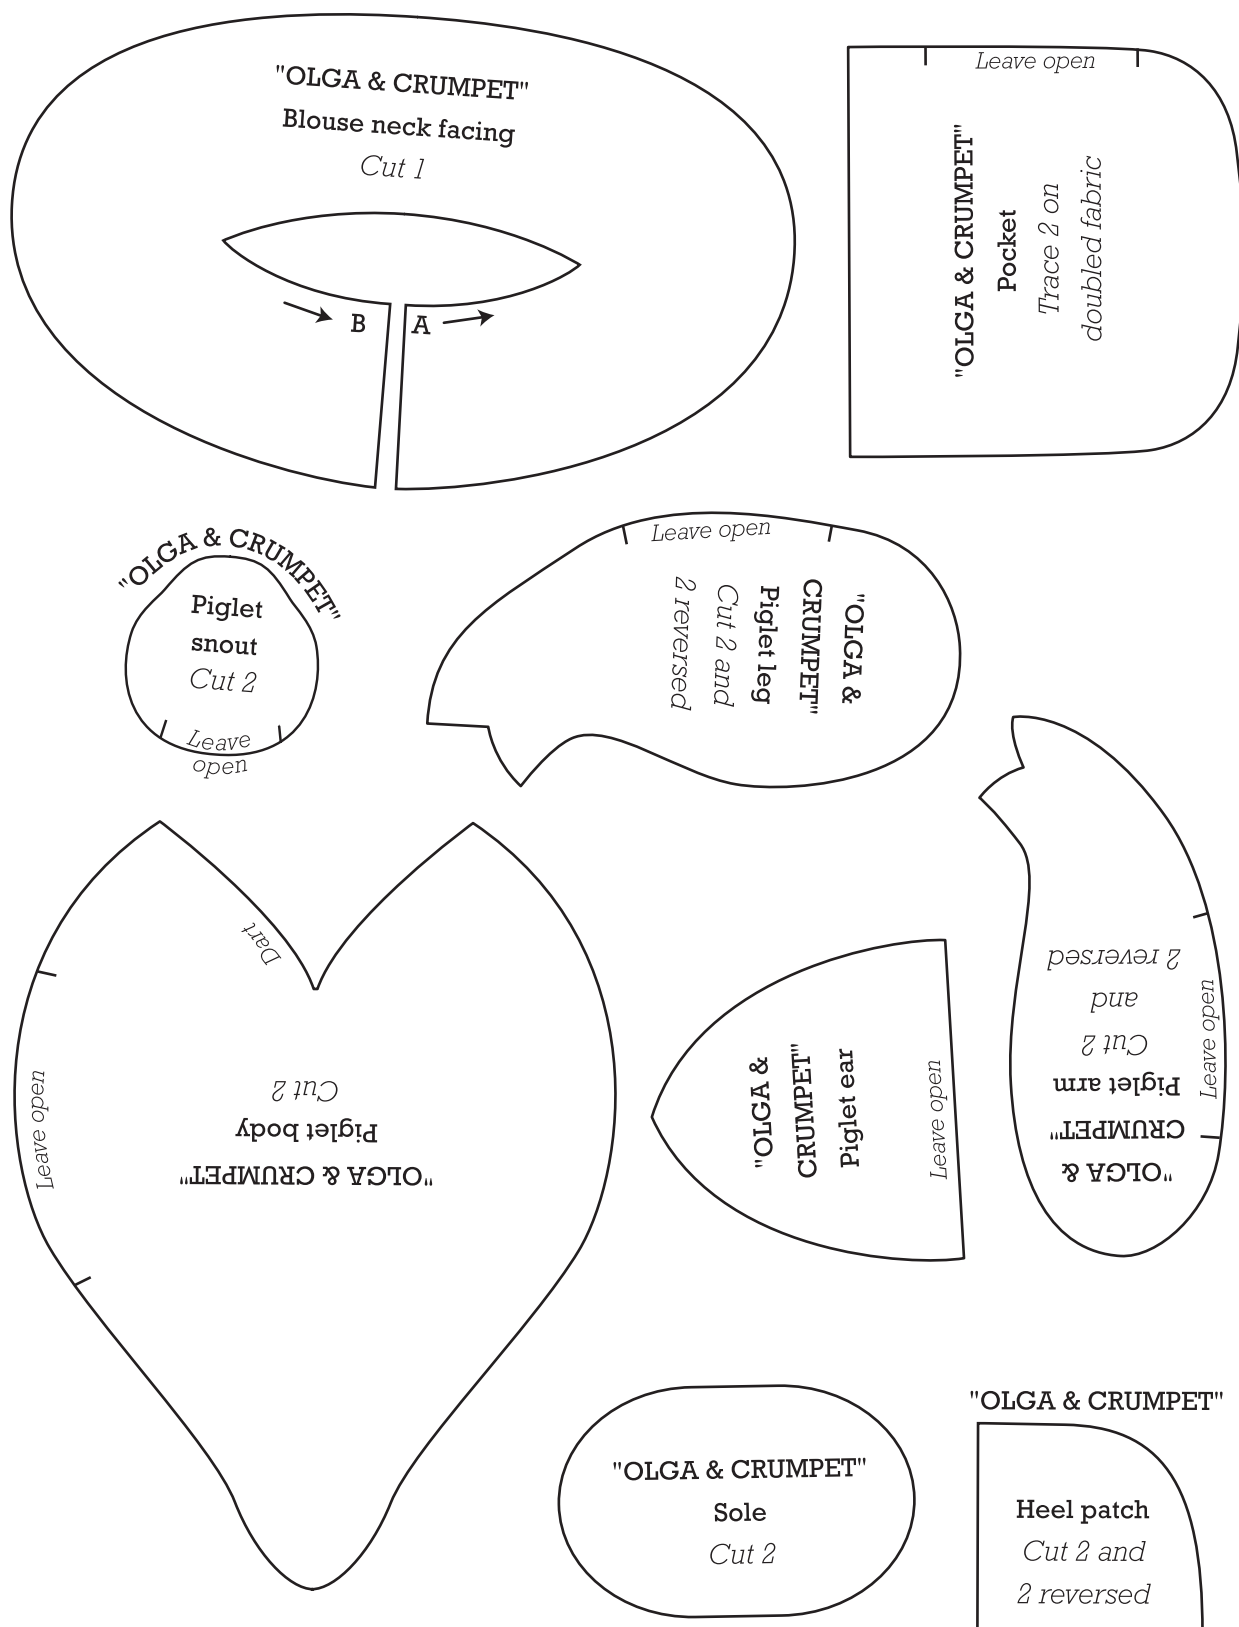 "OLGA & CRUMPET"
Blouse neck facing
Cut 1
B
A
Leave open
"OLGA & CRUMPET"
Pocket
Trace 2 on
doubled fabric
"OLGA & CRUMPET"
Piglet
snout
Cut 2
Leave
open
Leave open
"OLGA &
CRUMPET"
Piglet leg
Cut 2 and
2 reversed
"OLGA &
CRUMPET"
Piglet arm
Cut 2
and
2 reversed
Leave open
Dart
Leave open
"OLGA & CRUMPET"
Piglet body
Cut 2
"OLGA &
CRUMPET"
Piglet ear
Leave open
"OLGA & CRUMPET"
Sole
Cut 2
"OLGA & CRUMPET"
Heel patch
Cut 2 and
2 reversed